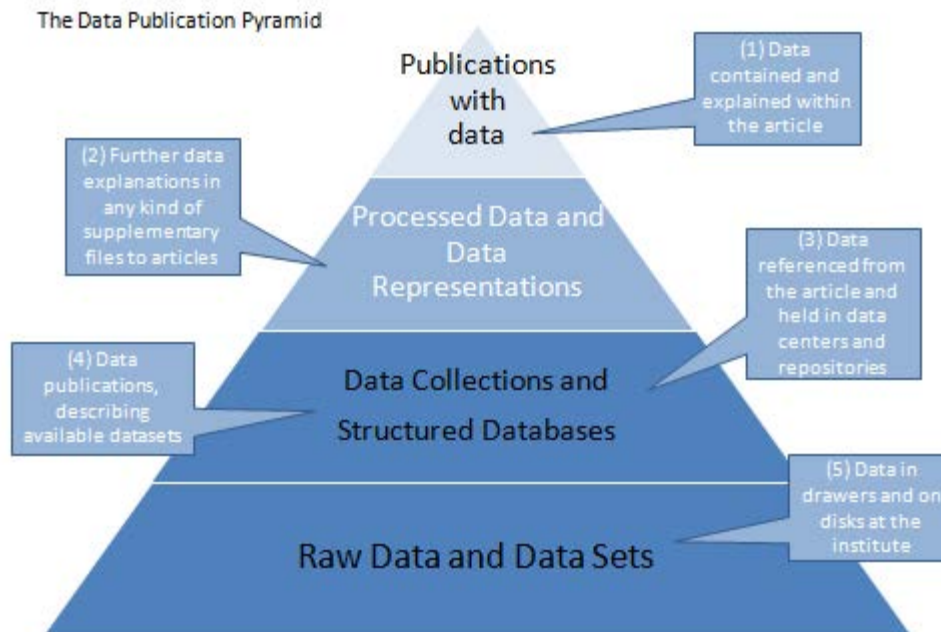 The Data Publication Pyramid
Publications
with
data
(1) Data
contained and
explained within
the article
(2) Further data
explanations in
any kind of
supplementary
files to articles
Processed Data and
Data
Representations
(3) Data
referenced from
the article and
held in data
centers and
repositories
(4) Data
publications,
describing
available datasets
Data Collections and
Structured Databases
(5) Data in
drawers and on
disks at the
institute
Raw Data and Data Sets